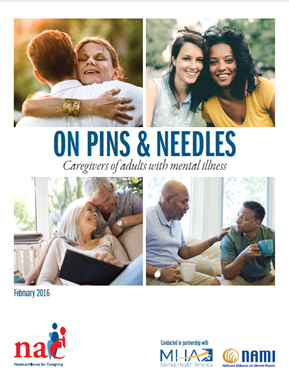 ON PINS & NEEDLES
Caregivers of adults with mental illness
February 2016
Conducted in partnership with
nac
National Alliance for Caregiving
MHA
Mental Health America
NAMI
National Alliance on Mental Illness